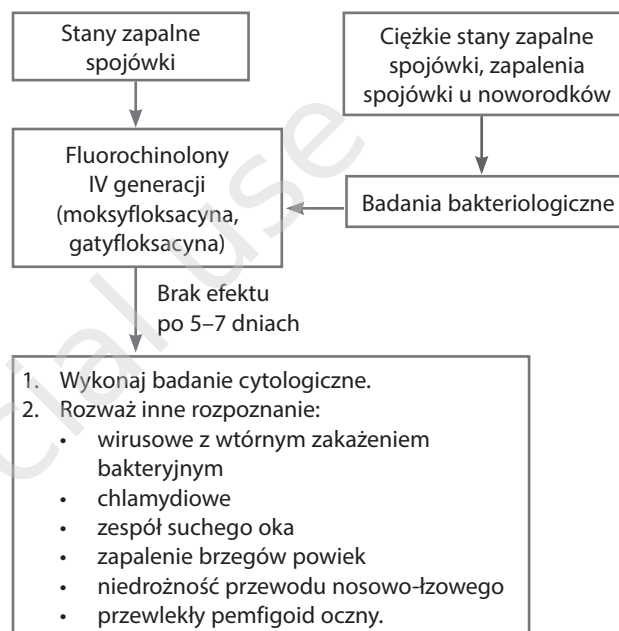 Stany zapalne
spojówki
Ciężkie stany zapalne
spojówki, zapalenia
spojówki u noworodków
Fluorochinolony
IV generacji
(moksyfloksacyna,
gatyfloksacyna)
Badania bakteriologiczne
Brak efektu
po 5–7 dniach
1. Wykonaj badanie cytologiczne.
2. Rozważ inne rozpoznanie:
• wirusowe z wtórnym zakażeniem
bakteryjnym
• chlamydiowe
• zespół suchego oka
• zapalenie brzegów powiek
• niedrożność przewodu nosowo-łzowego
• przewlekły pemfigoid oczny.
cial use